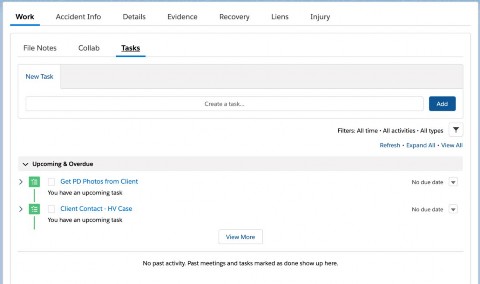 Work Accident Info Details Evidence Recovery Liens Injury
File Notes Collab Tasks
New Task
Create a task... Add
Filters: All time • All activities • All types
Refresh • Expand All • View All
Upcoming & Overdue
Get PD Photos from Client No due date
You have an upcoming task
Client Contact - HV Case No due date
You have an upcoming task
View More
No past activity. Past meetings and tasks marked as done show up here.